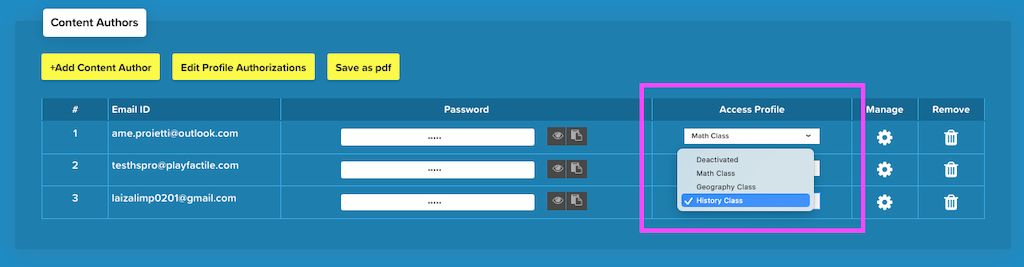 Content Authors
+Add Content Author Edit Profile Authorizations Save as pdf
# Email ID Password Access Profile Manage Remove
1 ame.proietti@outlook.com ••••• Math Class
2 testhspro@playfactile.com •••••
3 laizalimp0201@gmail.com •••••
Deactivated
Math Class
Geography Class
✓ History Class